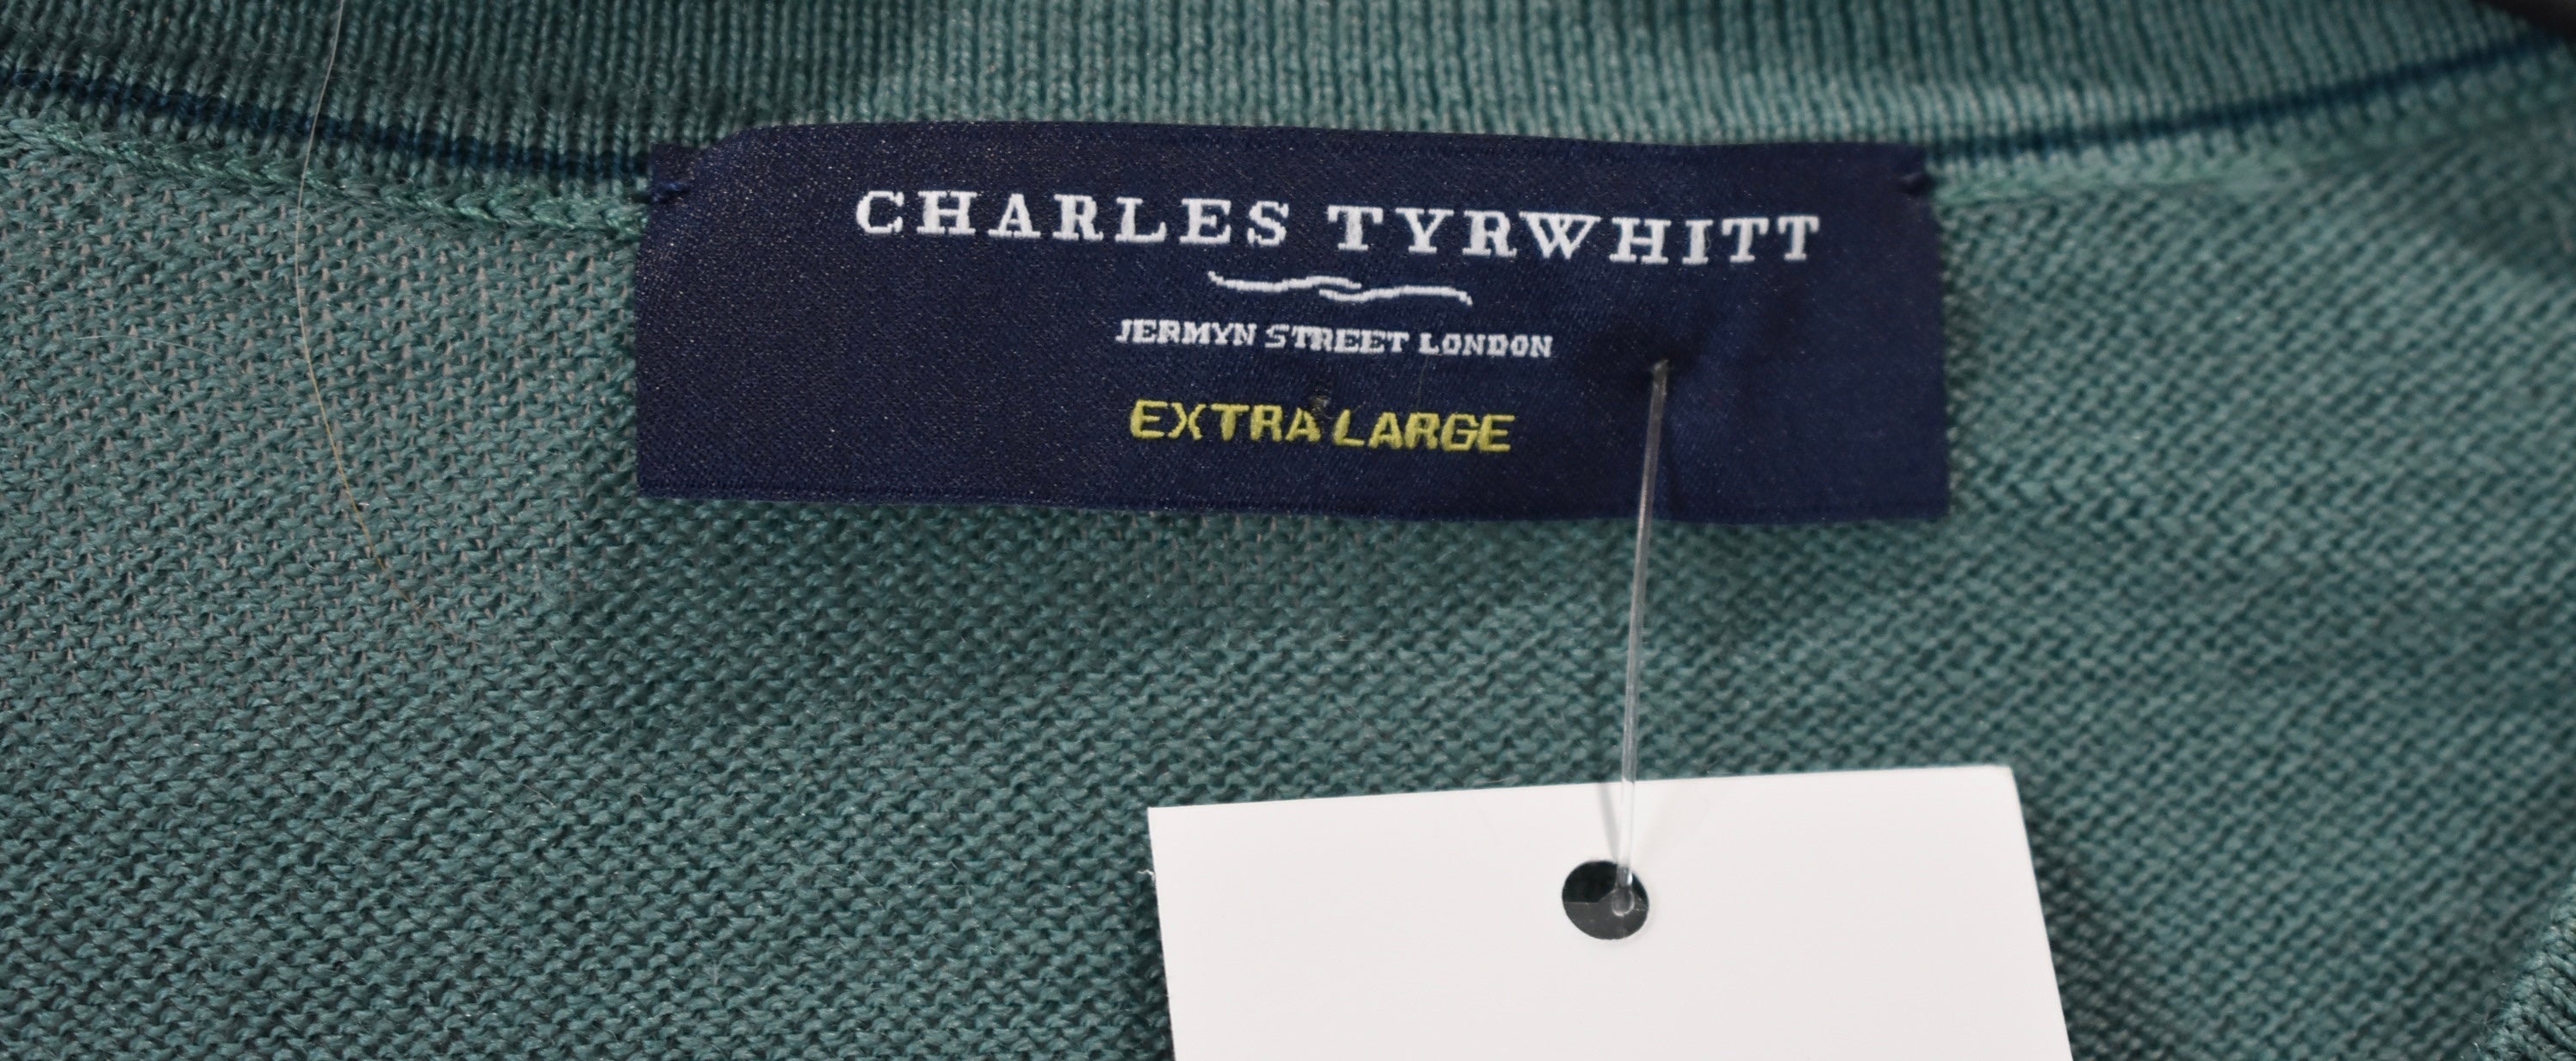 CHARLES TYRWHITT
JERMYN STREET LONDON
EXTRA LARGE